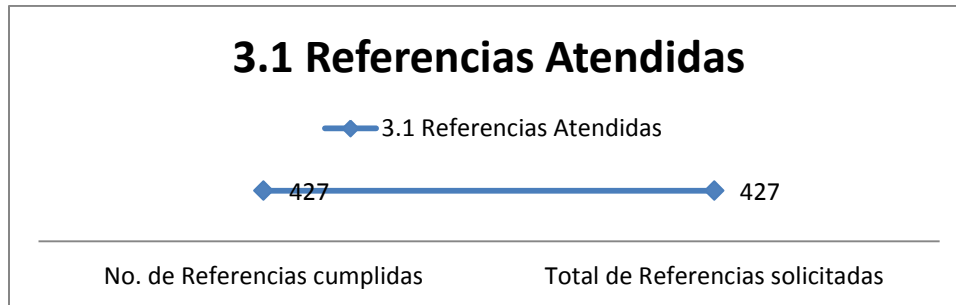 3.1 Referencias Atendidas
3.1 Referencias Atendidas
427 427
No. de Referencias cumplidas Total de Referencias solicitadas